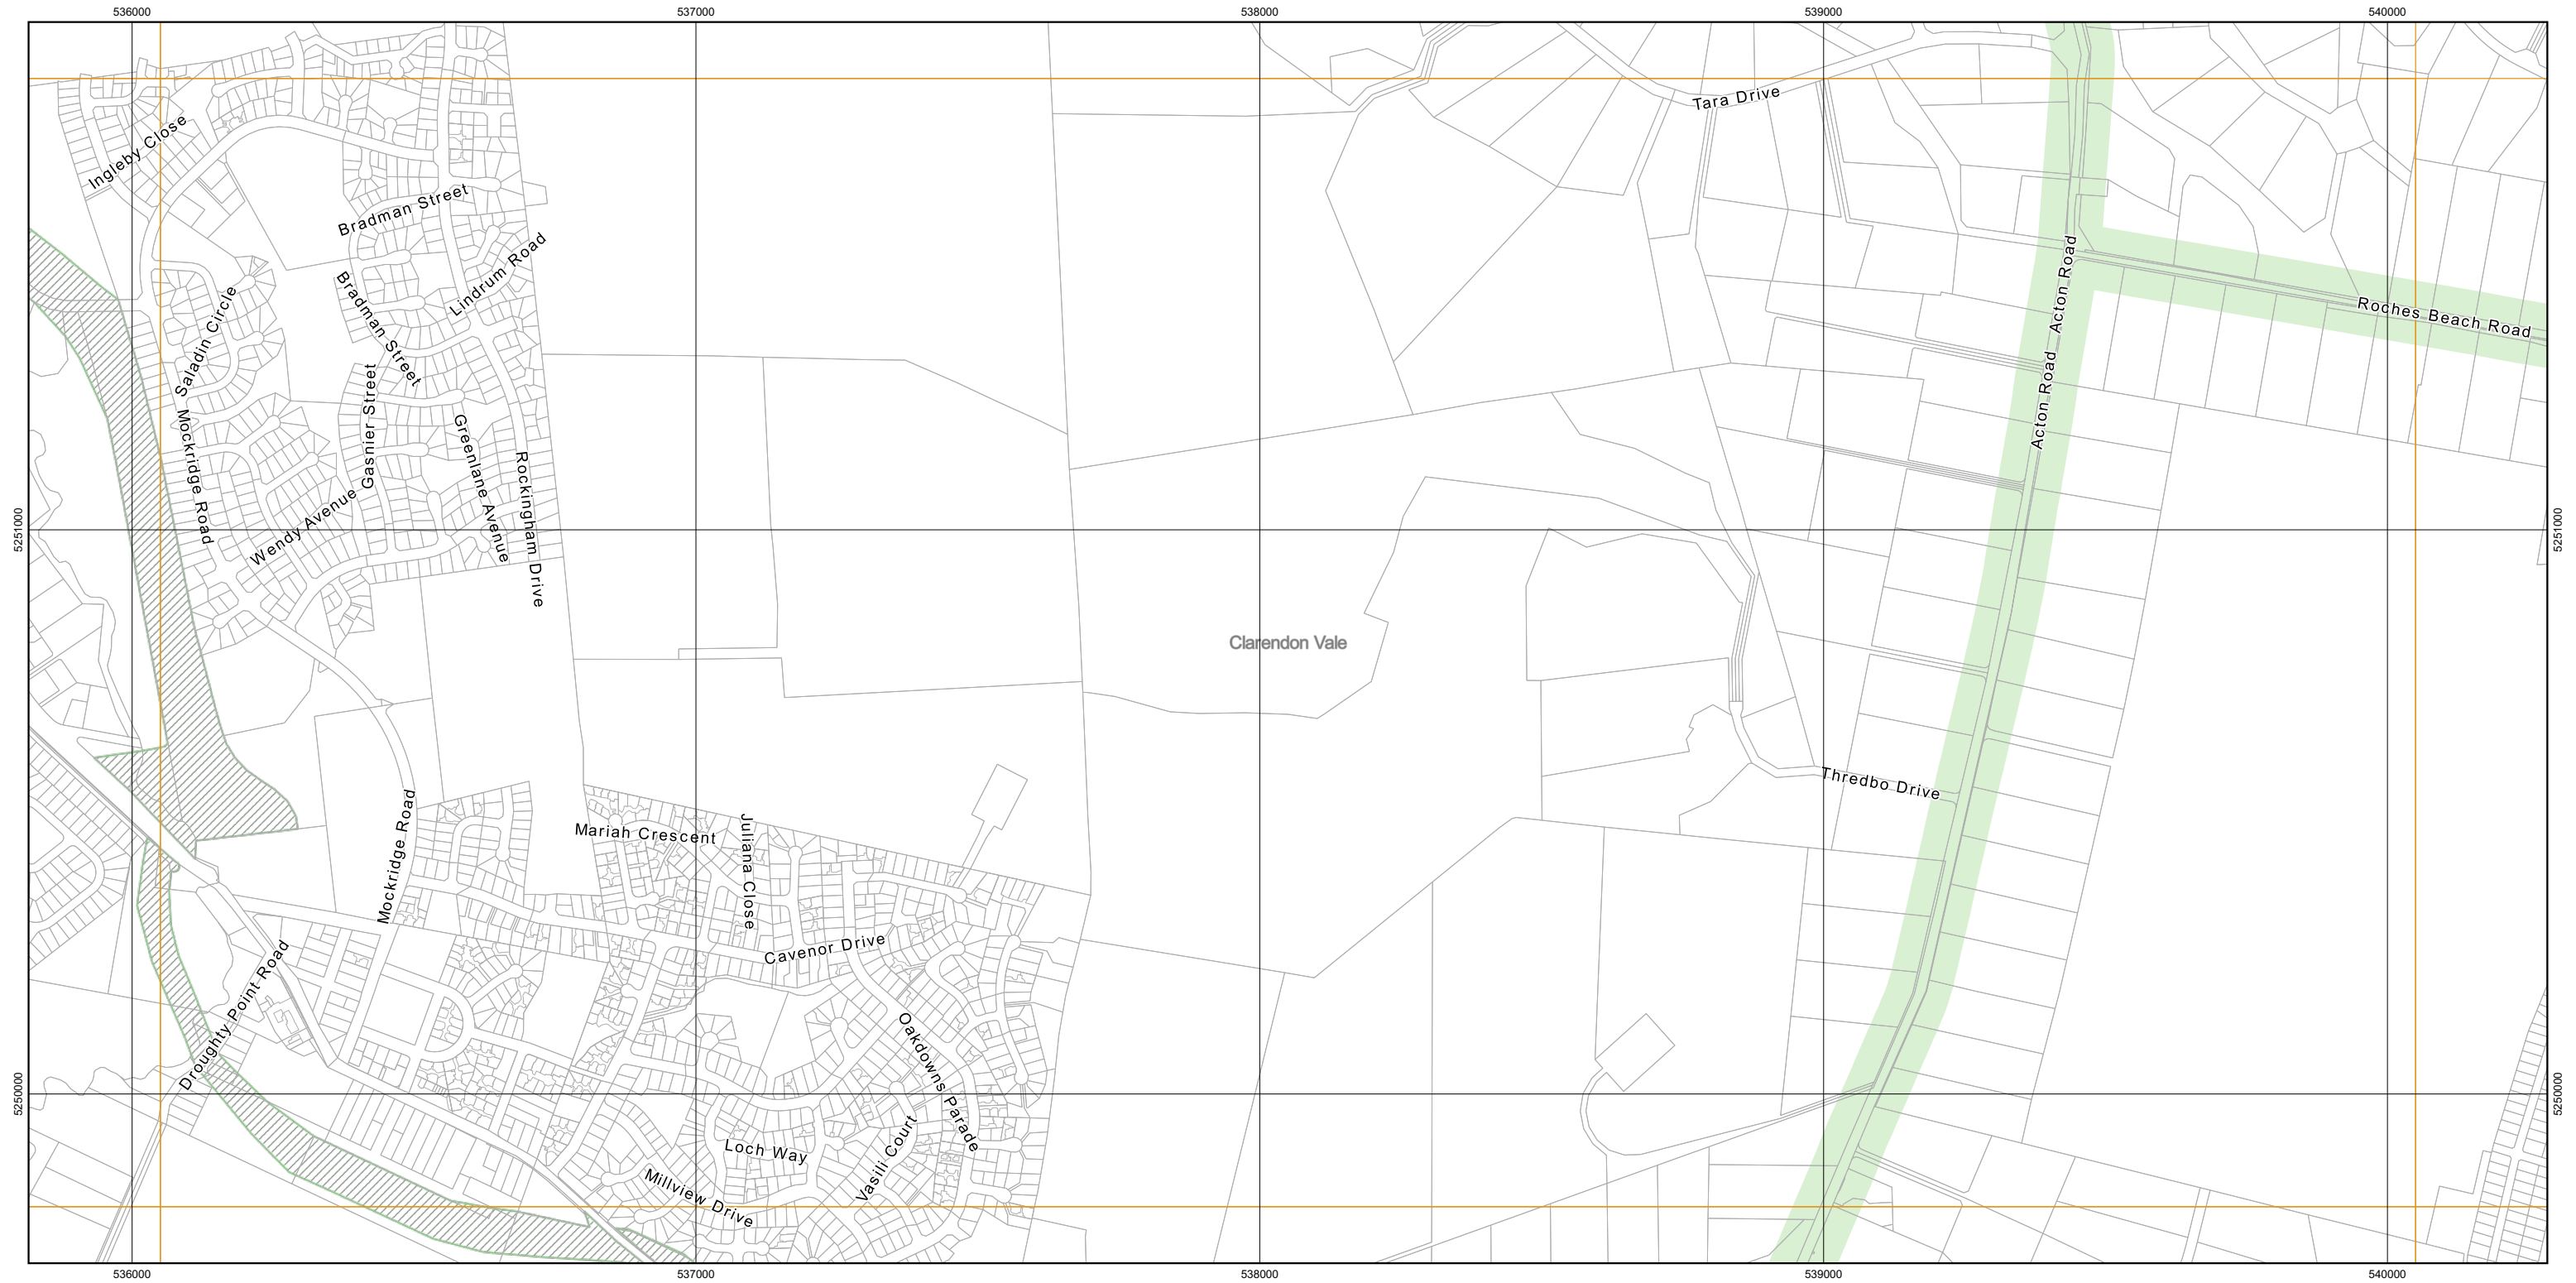 536000
537000
538000
539000
540000
Tara Drive
Ingleby Close
Bradman Street
Lindrum Road
Acton Road
Roches Beach Road
Bradman Street
Saladin Circle
Acton Road
Gasnier Street
Mockridge Road
Greenlane Avenue
Rockingham Drive
Wendy Avenue
5251000
5251000
Clarendon Vale
Thredbo Drive
Mockridge Road
Mariah Crescent
Juliana Close
Cavenor Drive
Droughty Point Road
Oakdowns Parade
5250000
5250000
Loch Way
Vasili Court
Millview Drive
536000
537000
538000
539000
540000